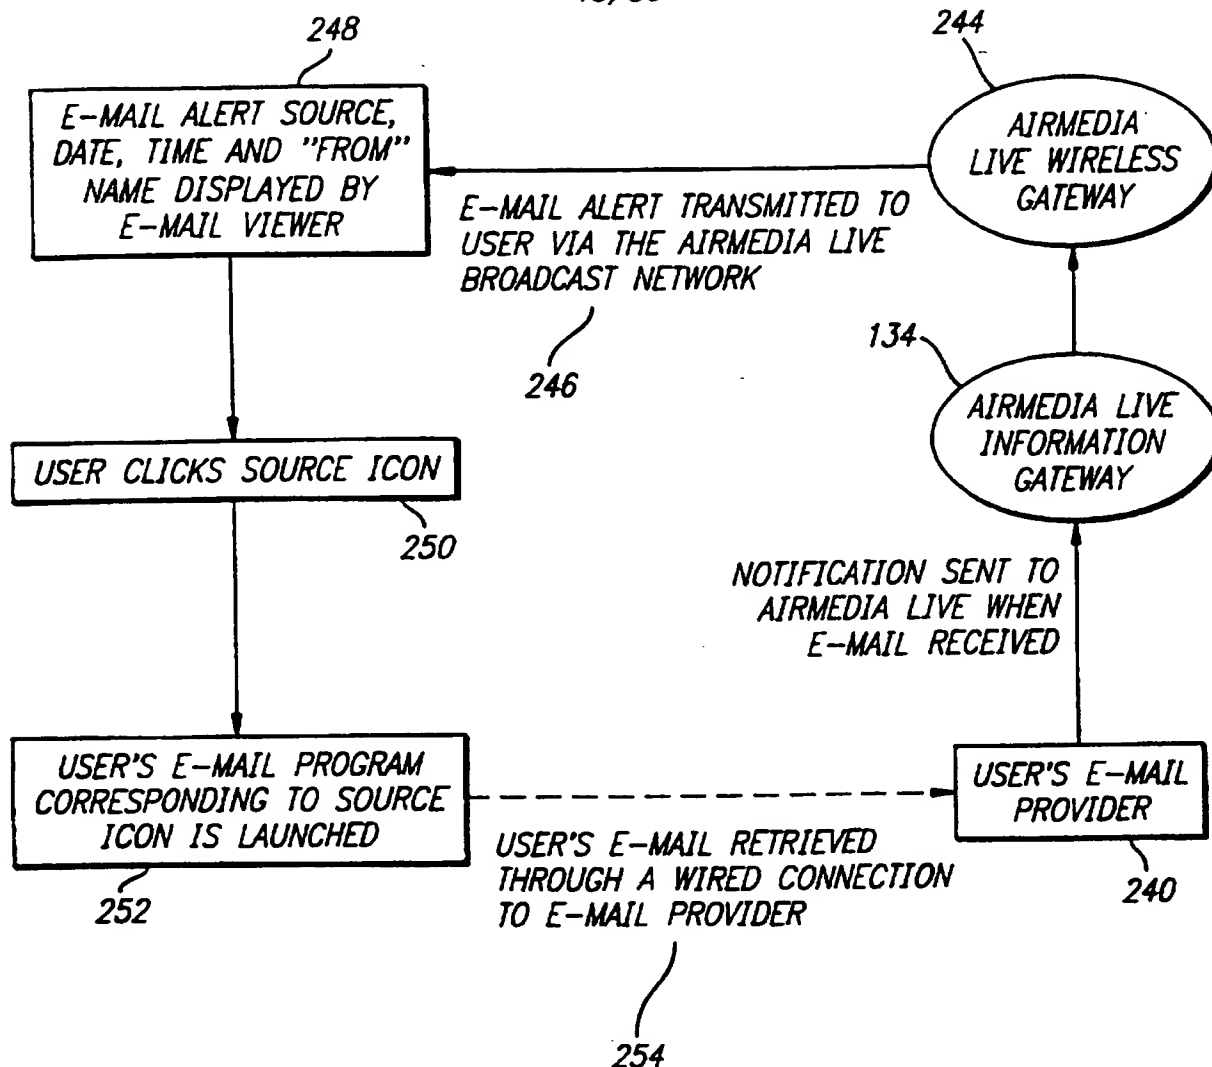 248
244
E-MAIL ALERT SOURCE,
DATE, TIME AND "FROM"
NAME DISPLAYED BY
E-MAIL VIEWER
AIRMEDIA
LIVE WIRELESS
GATEWAY
E-MAIL ALERT TRANSMITTED TO
USER VIA THE AIRMEDIA LIVE
BROADCAST NETWORK
246
134
AIRMEDIA LIVE
INFORMATION
GATEWAY
USER CLICKS SOURCE ICON
250
NOTIFICATION SENT TO
AIRMEDIA LIVE WHEN
E-MAIL RECEIVED
USER'S E-MAIL PROGRAM
CORRESPONDING TO SOURCE
ICON IS LAUNCHED
252
USER'S E-MAIL
PROVIDER
240
USER'S E-MAIL RETRIEVED
THROUGH A WIRED CONNECTION
TO E-MAIL PROVIDER
254